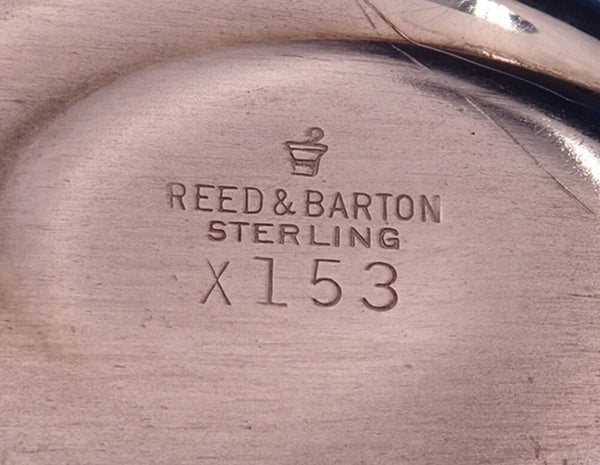 REED & BARTON
STERLING
X153